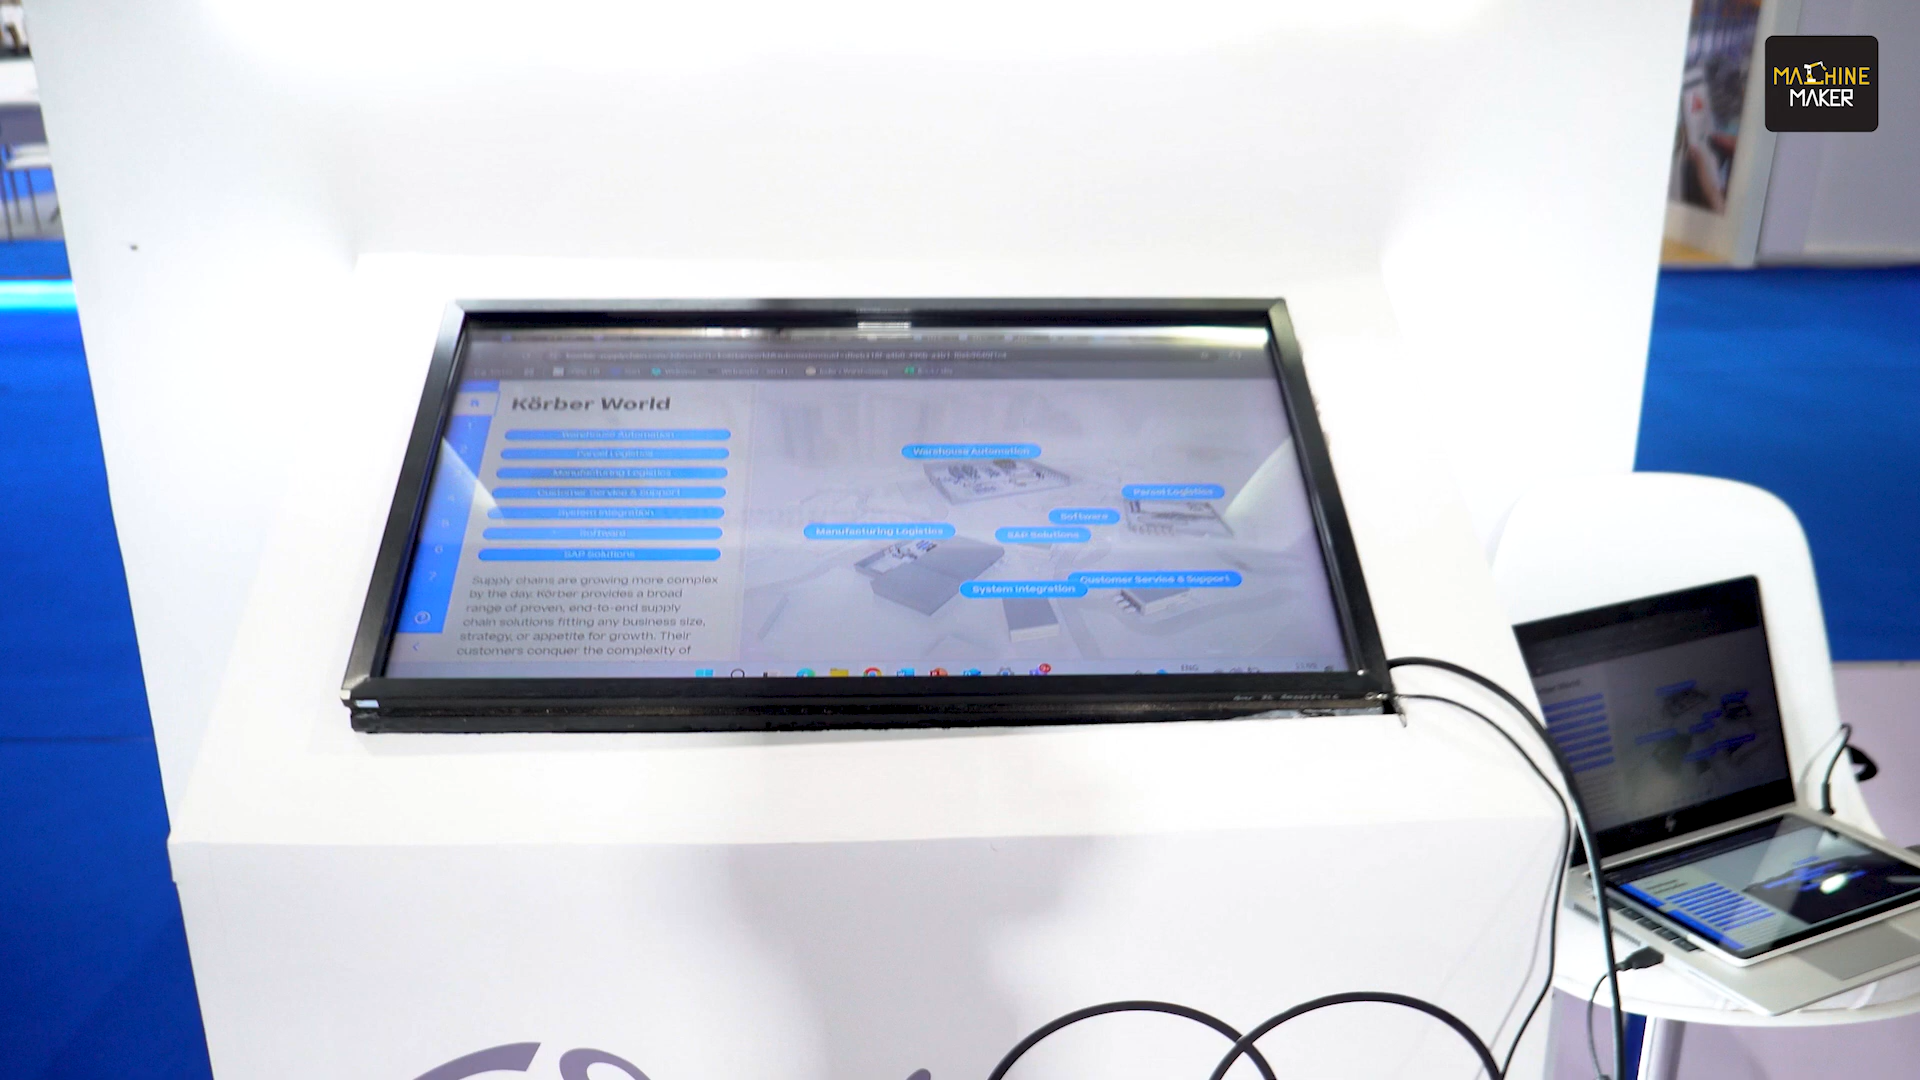 MACHINE
MAKER
Körber World
Warehouse Automation
Parcel Logistics
Manufacturing Logistics
Customer Service & Support
System Integration
Software
SAP Solutions
Supply chains are growing more complex
by the day. Körber provides a broad
range of proven, end-to-end supply
chain solutions fitting any business size,
strategy, or appetite for growth. Their
customers conquer the complexity of
Warehouse Automation
Parcel Logistics
Software
Manufacturing Logistics
SAP Solutions
Customer Service & Support
System Integration
ENG